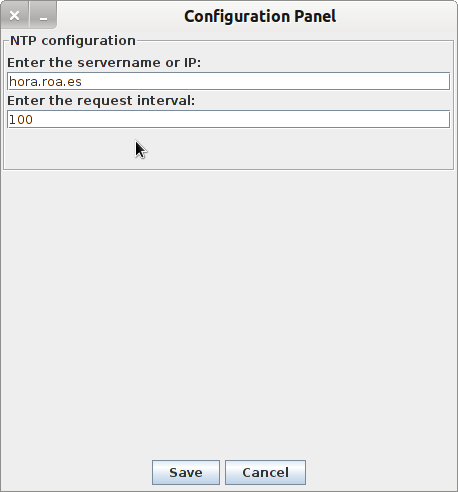 Configuration Panel
NTP configuration
Enter the servername or IP:
hora.roa.es
Enter the request interval:
100
Save Cancel